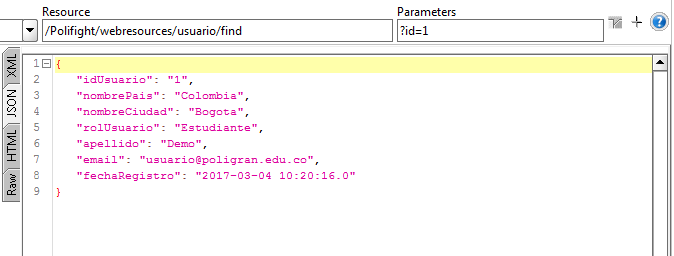 Resource Parameters
/Polifight/webresources/usuario/find ?id=1
XML
JSON
HTML
Raw
1 {
2 "idUsuario": "1",
3 "nombrePais": "Colombia",
4 "nombreCiudad": "Bogota",
5 "rolUsuario": "Estudiante",
6 "apellido": "Demo",
7 "email": "usuario@poligran.edu.co",
8 "fechaRegistro": "2017-03-04 10:20:16.0"
9 }